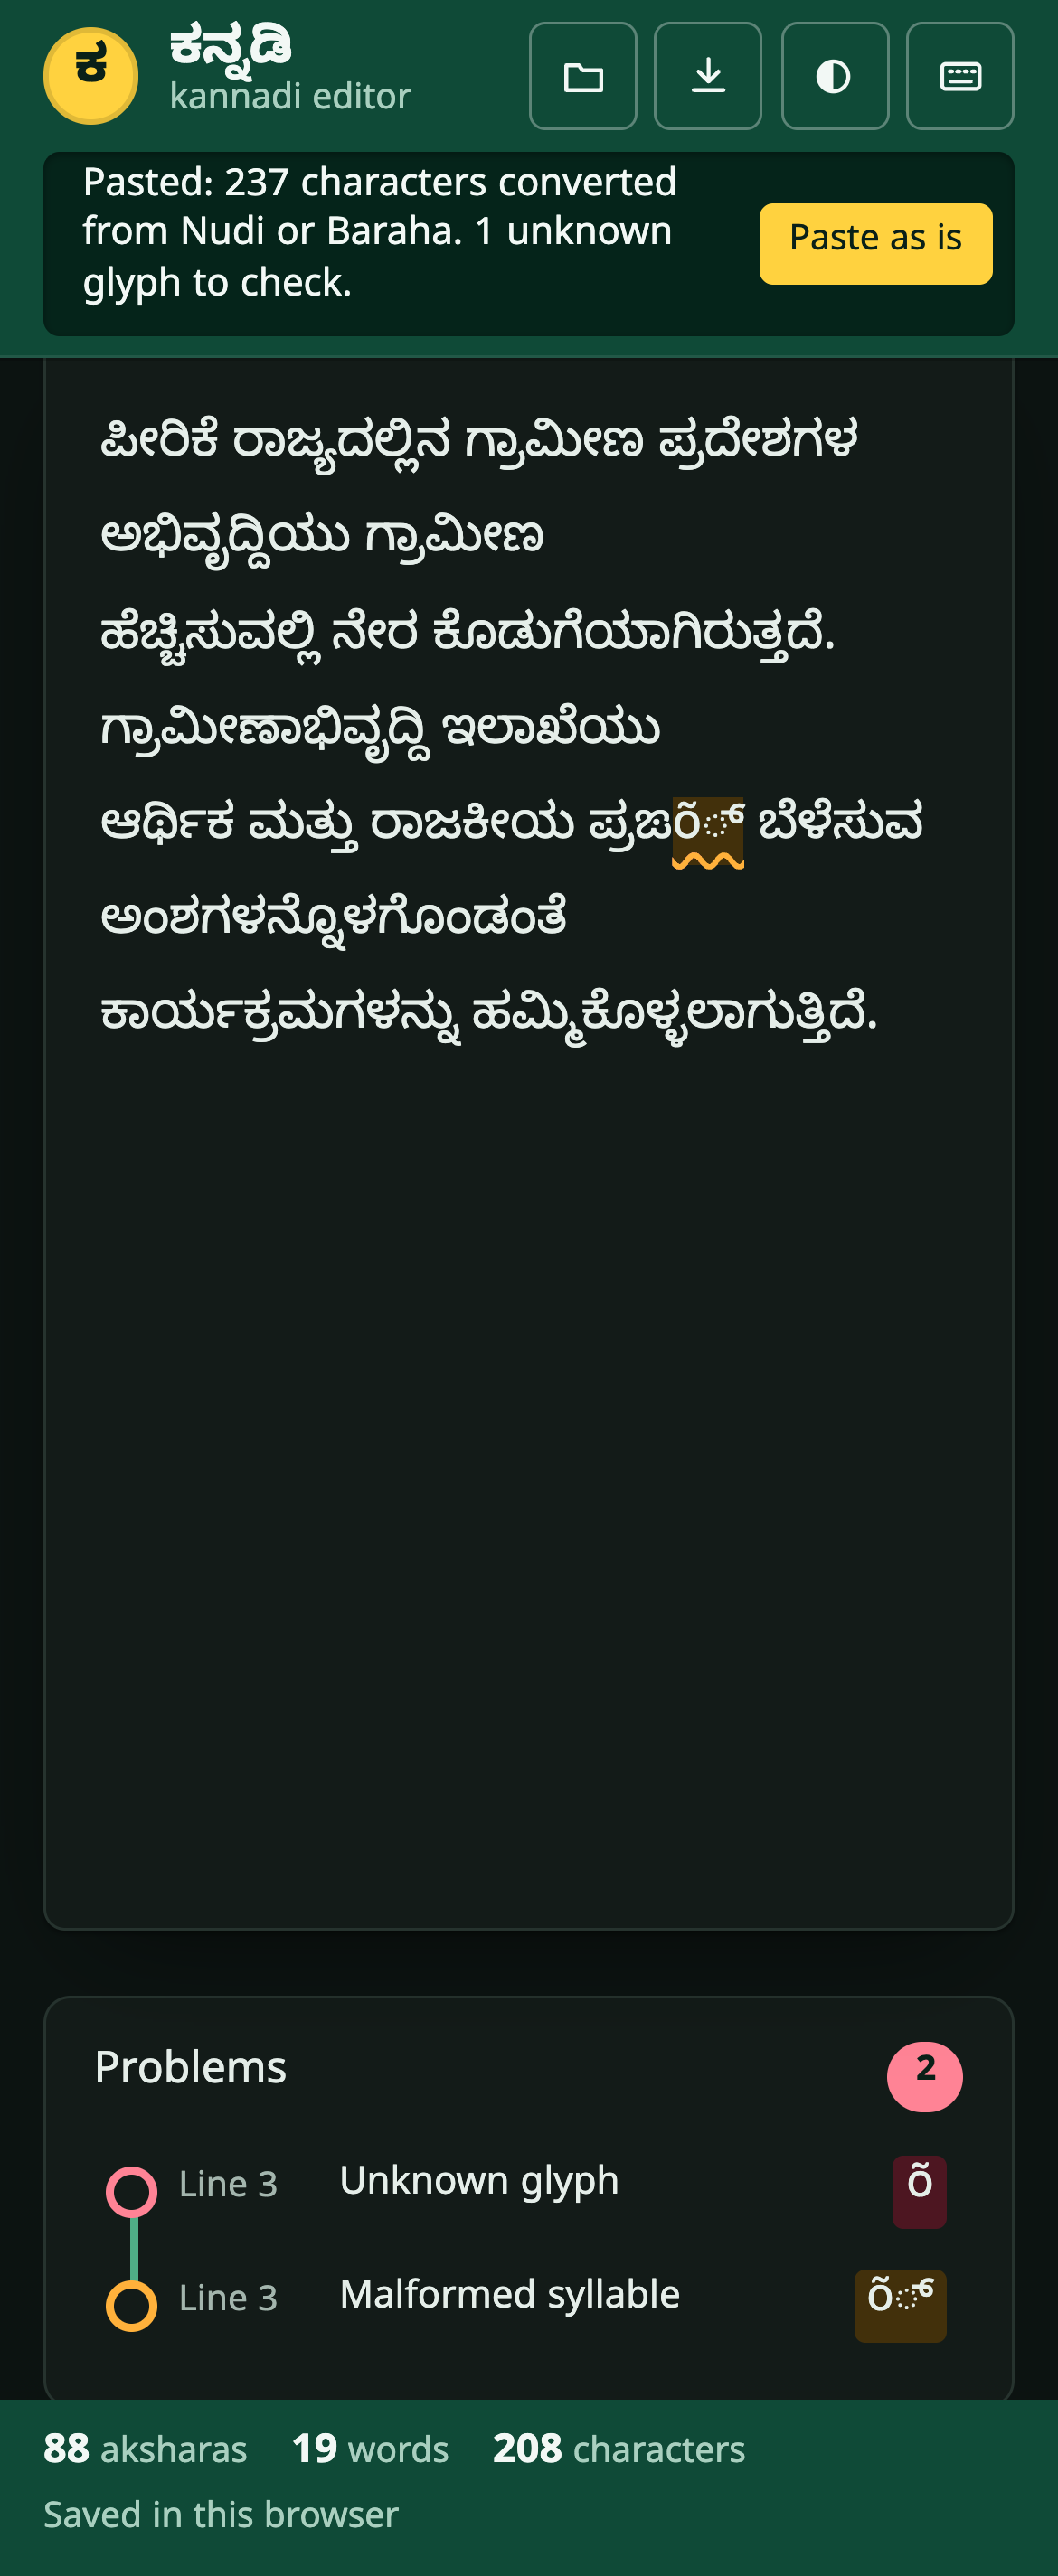 ಕ
ಕನ್ನಡಿ
kannadi editor
Pasted: 237 characters converted
from Nudi or Baraha. 1 unknown
glyph to check.
Paste as is
ಪೀಠಿಕೆ ರಾಜ್ಯದಲ್ಲಿನ ಗ್ರಾಮೀಣ ಪ್ರದೇಶಗಳ
ಅಭಿವೃದ್ದಿಯು ಗ್ರಾಮೀಣ
ಹೆಚ್ಚಿಸುವಲ್ಲಿ ನೇರ ಕೊಡುಗೆಯಾಗಿರುತ್ತದೆ.
ಗ್ರಾಮೀಣಾಭಿವೃದ್ದಿ ಇಲಾಖೆಯು
ಆರ್ಥಿಕ ಮತ್ತು ರಾಜಕೀಯ ಪ್ರಜÕ್ ಬೆಳೆಸುವ
ಅಂಶಗಳನ್ನೊಳಗೊಂಡಂತೆ
ಕಾರ್ಯಕ್ರಮಗಳನ್ನು ಹಮ್ಮಿಕೊಳ್ಳಲಾಗುತ್ತಿದೆ.
Problems
2
Line 3 Unknown glyph Õ
Line 3 Malformed syllable Õ್
88 aksharas 19 words 208 characters
Saved in this browser